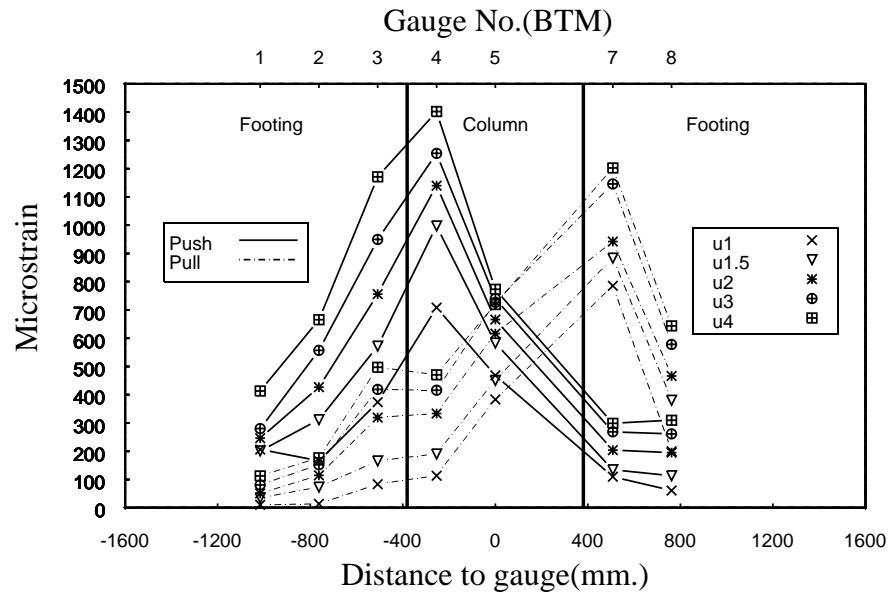 Gauge No.(BTM)
1 2 3 4 5 7 8
1500
1400
1300
1200
1100
1000
900
800
700
600
500
400
300
200
100
0
Footing Column Footing
Push
Pull
u1
u1.5
u2
u3
u4
Microstrain
-1600 -1200 -800 -400 0 400 800 1200 1600
Distance to gauge(mm.)